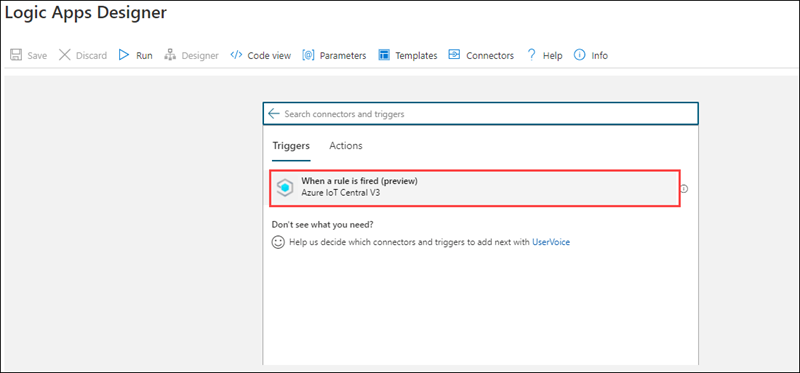 Logic Apps Designer
Save Discard Run Designer Code view Parameters Templates Connectors Help Info
Search connectors and triggers
Triggers Actions
When a rule is fired (preview)
Azure IoT Central V3
Don't see what you need?
Help us decide which connectors and triggers to add next with UserVoice